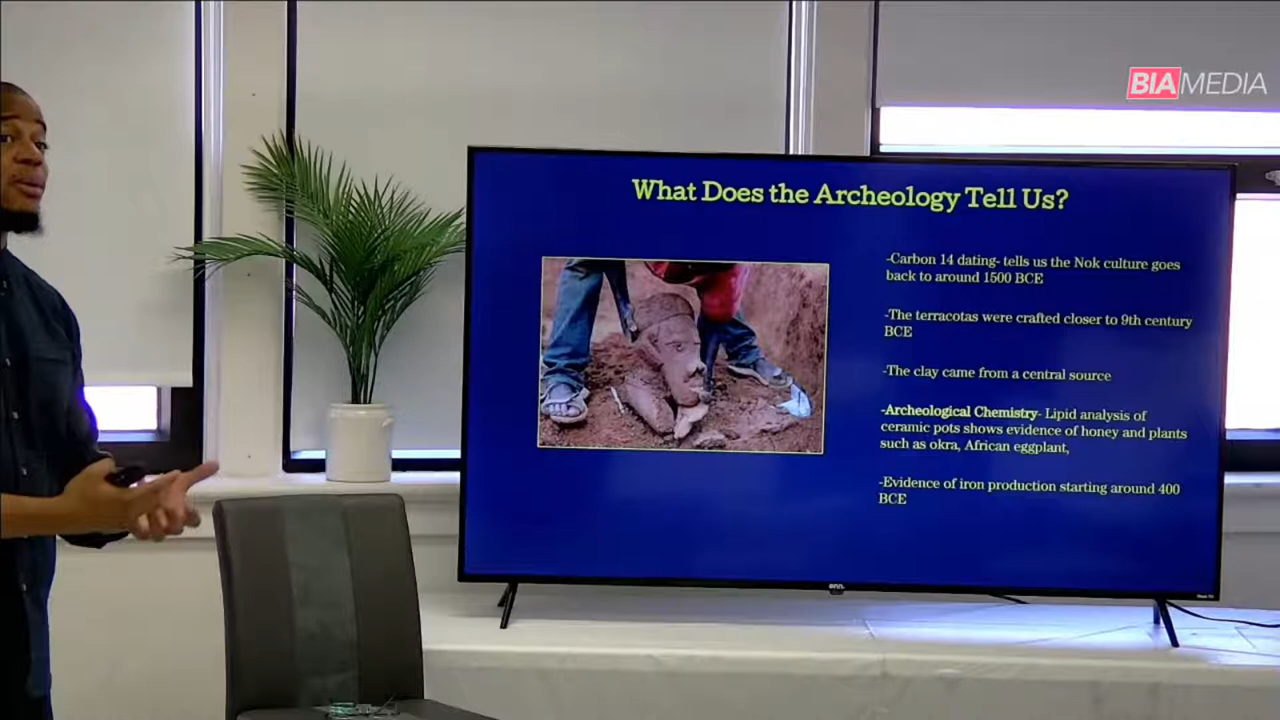 BIAMEDIA
What Does the Archeology Tell Us?
-Carbon 14 dating- tells us the Nok culture goes
back to around 1500 BCE
-The terracotas were crafted closer to 9th century
BCE
-The clay came from a central source
-Archeological Chemistry- Lipid analysis of
ceramic pots shows evidence of honey and plants
such as okra, African eggplant,
-Evidence of iron production starting around 400
BCE
onn.